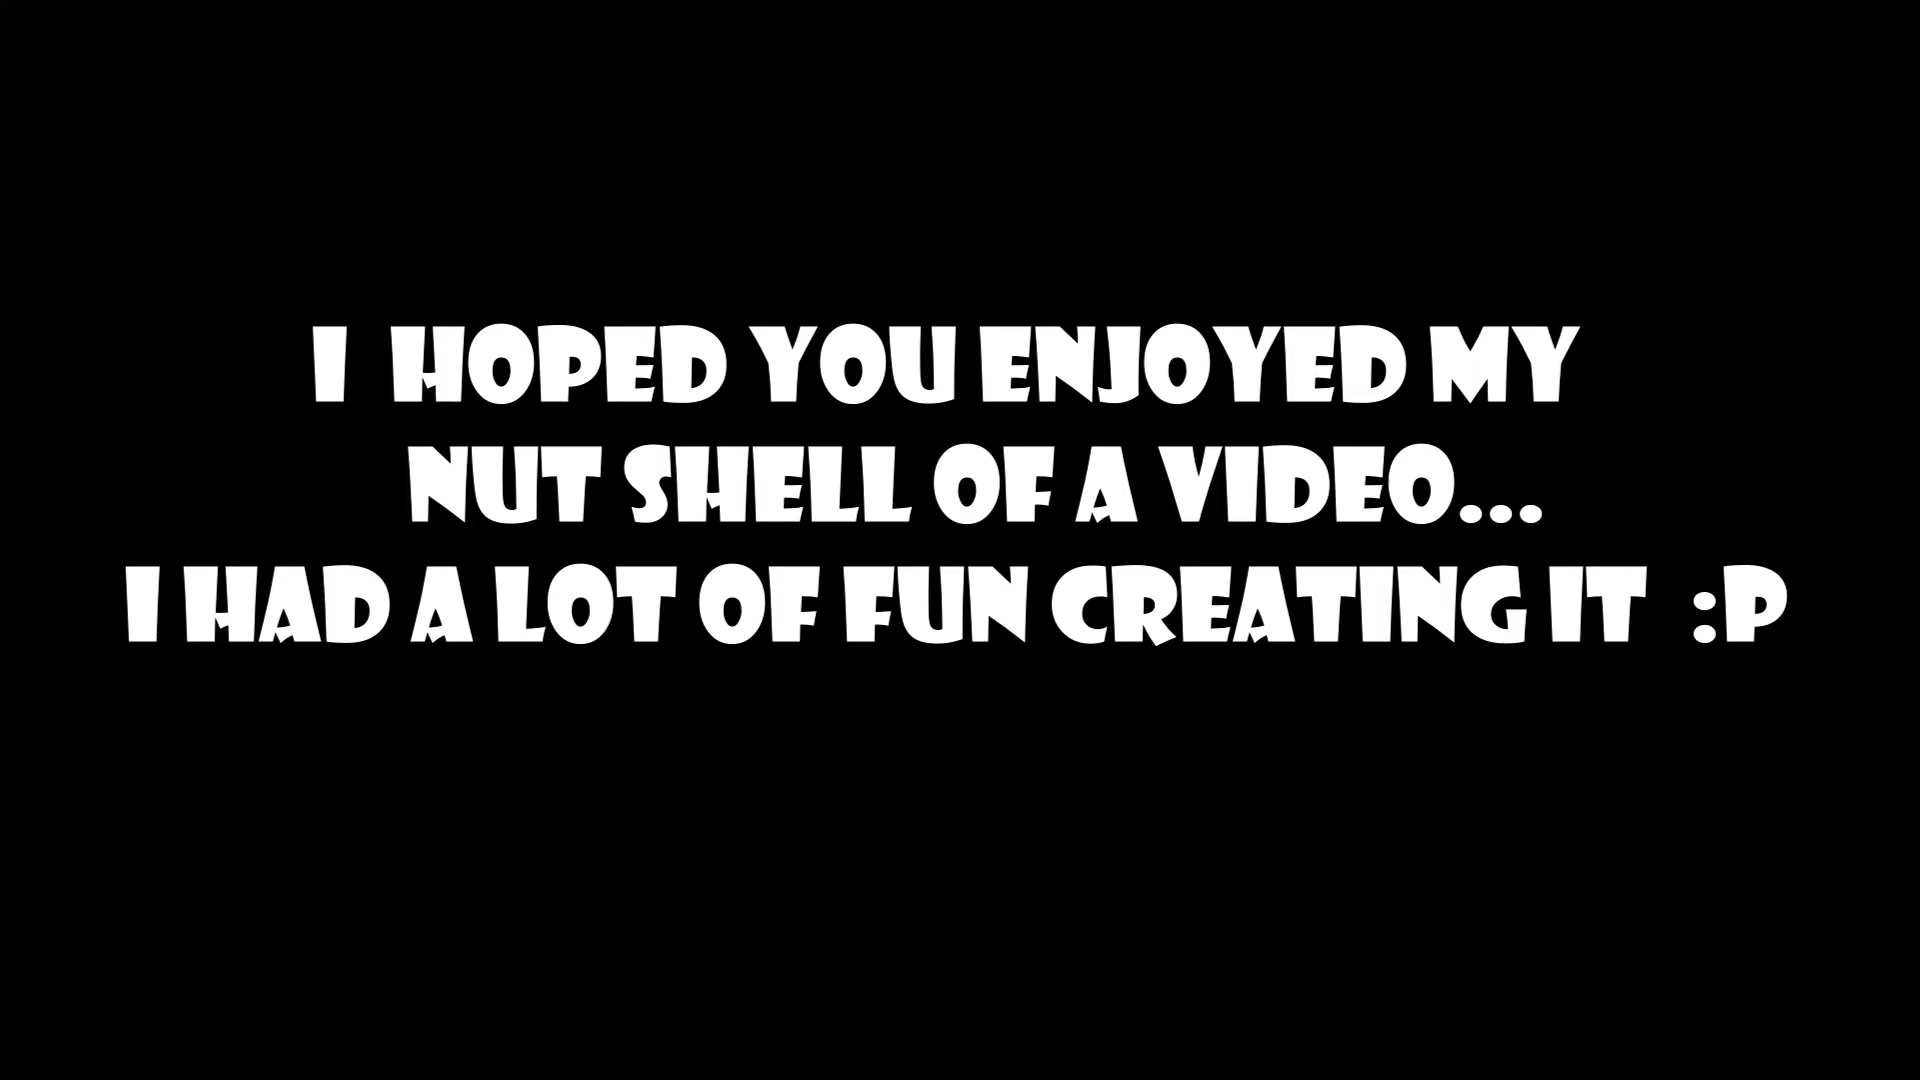 I HOPED YOU ENJOYED MY
NUT SHELL OF A VIDEO...
I HAD A LOT OF FUN CREATING IT :P